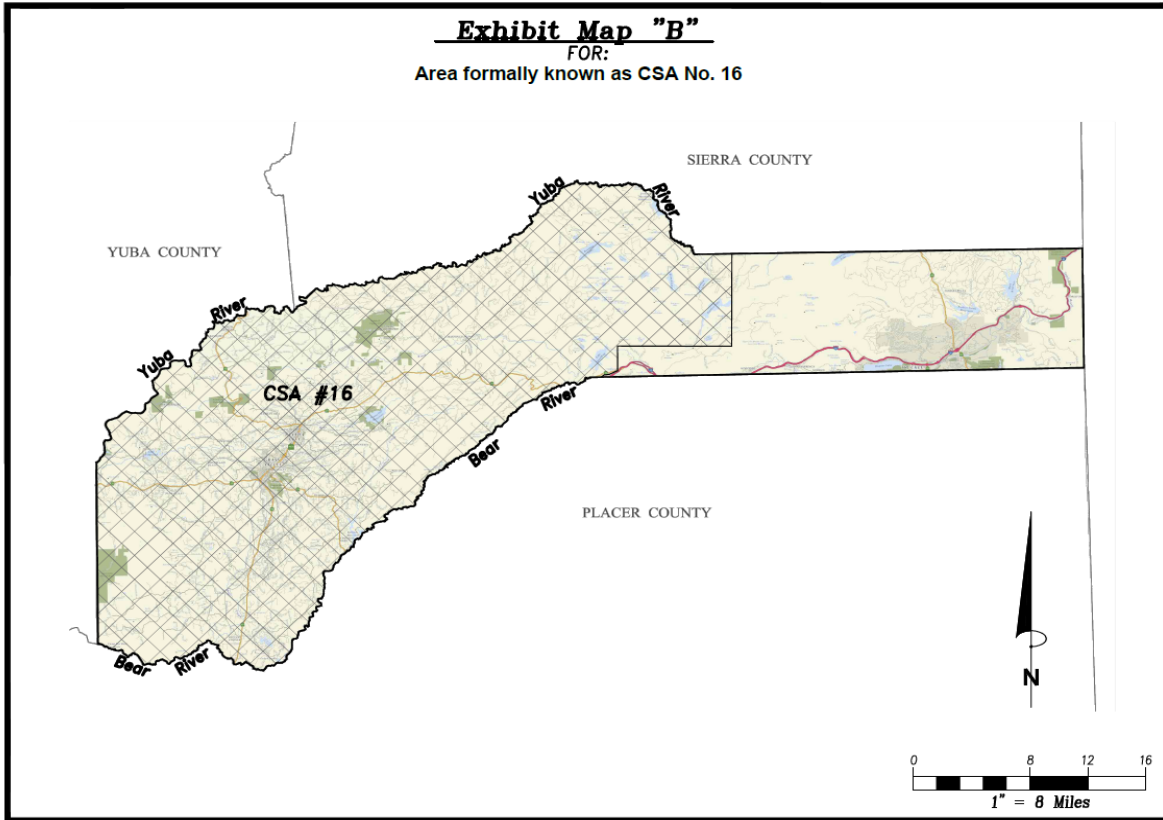 Exhibit Map "B"
FOR:
Area formally known as CSA No. 16
SIERRA COUNTY
Yuba
River
YUBA COUNTY
River
Yuba
CSA #16
River
Bear
PLACER COUNTY
Bear
River
N
0 8 12 16
1" = 8 Miles